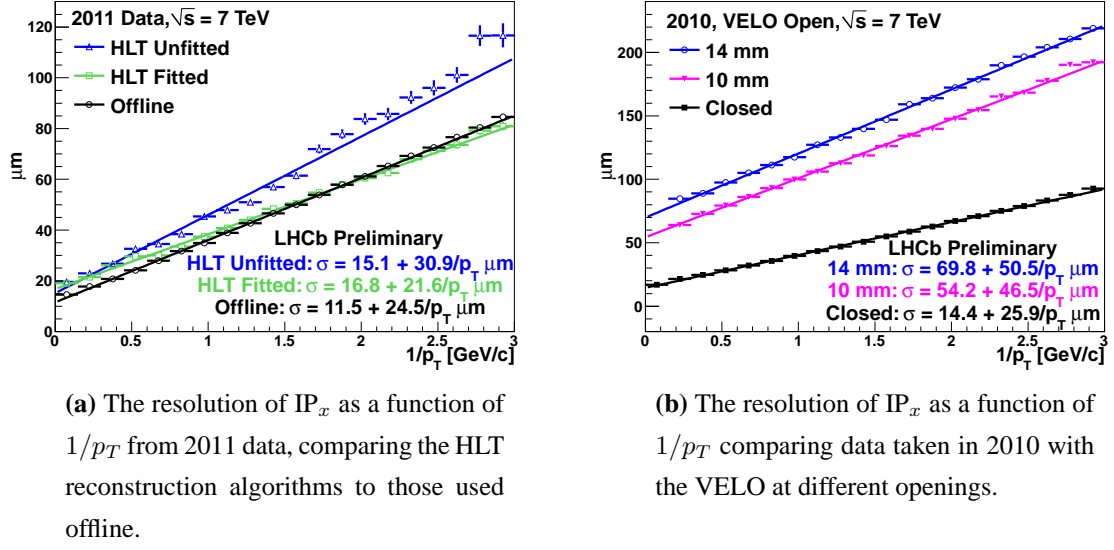 2011 Data,√s = 7 TeV
HLT Unfitted
HLT Fitted
Offline
μm
120
100
80
60
40
20
0
LHCb Preliminary
HLT Unfitted: σ = 15.1 + 30.9/p_T μm
HLT Fitted: σ = 16.8 + 21.6/p_T μm
Offline: σ = 11.5 + 24.5/p_T μm
0 0.5 1 1.5 2 2.5 3
1/p_T [GeV/c]
(a) The resolution of IP_x as a function of
1/p_T from 2011 data, comparing the HLT
reconstruction algorithms to those used
offline.
2010, VELO Open,√s = 7 TeV
14 mm
10 mm
Closed
μm
200
150
100
50
0
LHCb Preliminary
14 mm: σ = 69.8 + 50.5/p_T μm
10 mm: σ = 54.2 + 46.5/p_T μm
Closed: σ = 14.4 + 25.9/p_T μm
0 0.5 1 1.5 2 2.5 3
1/p_T [GeV/c]
(b) The resolution of IP_x as a function of
1/p_T comparing data taken in 2010 with
the VELO at different openings.